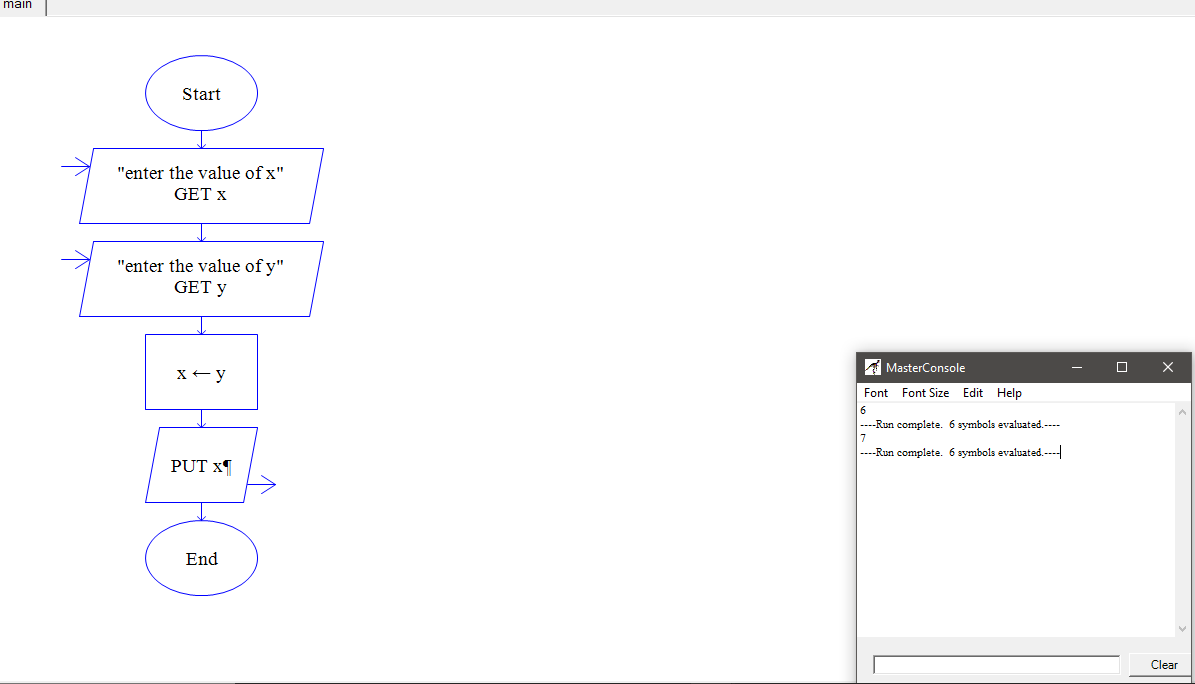 main
Start
"enter the value of x"
GET x
"enter the value of y"
GET y
x ← y
PUT x¶
End
MasterConsole
Font Font Size Edit Help
6
----Run complete.  6 symbols evaluated.----
7
----Run complete.  6 symbols evaluated.----
Clear